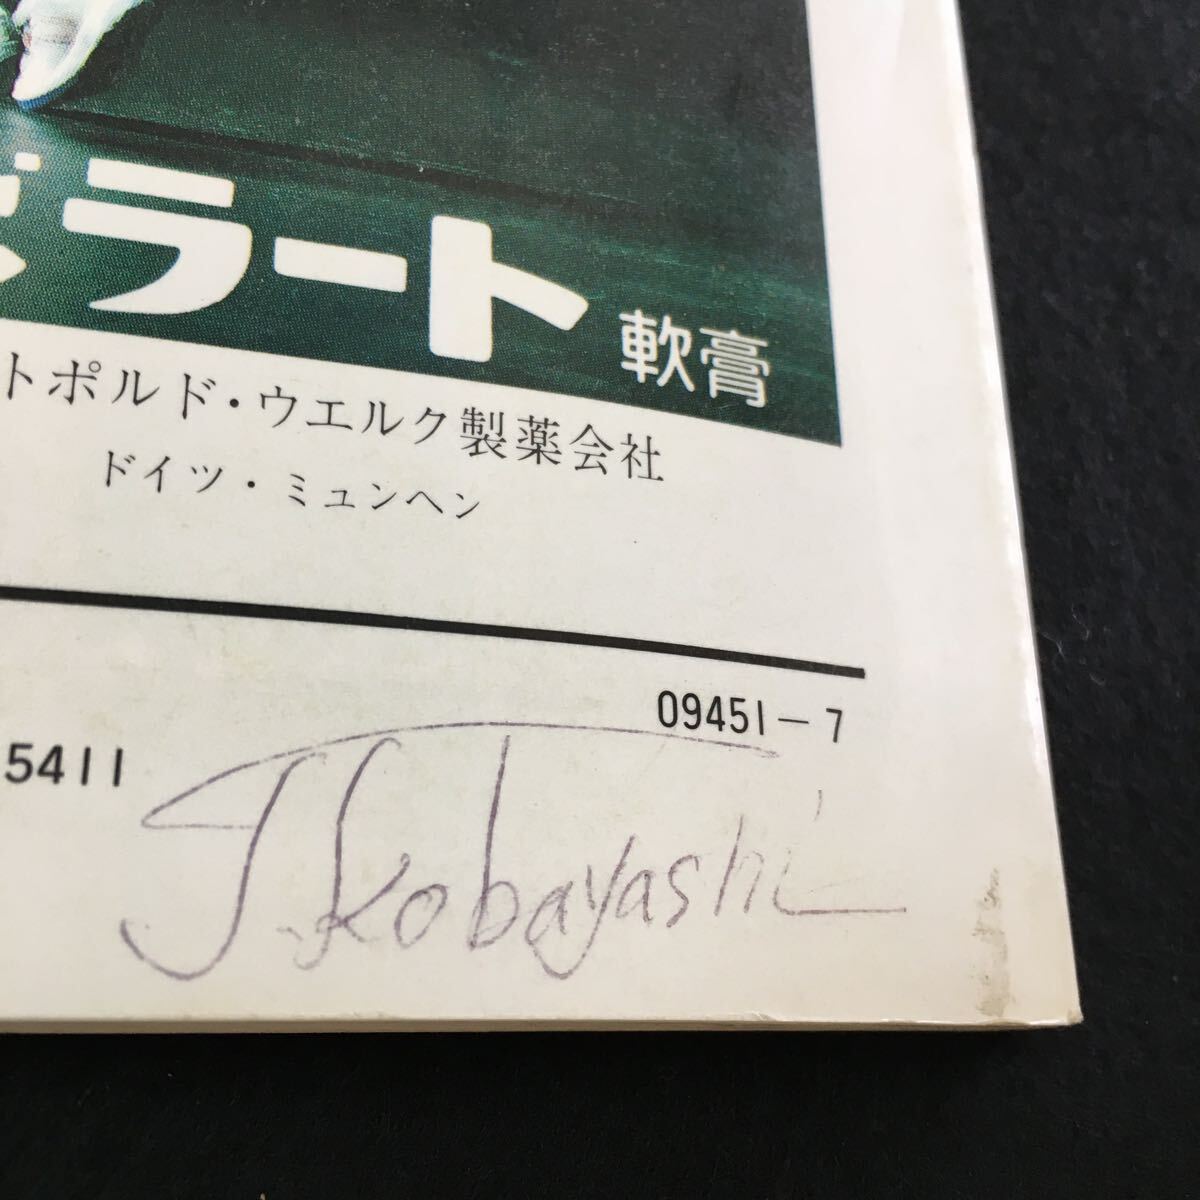 ラート 軟膏
トポルド・ウエルク製薬会社
ドイツ・ミュンヘン
09451-7
5411
J. Kobayashi